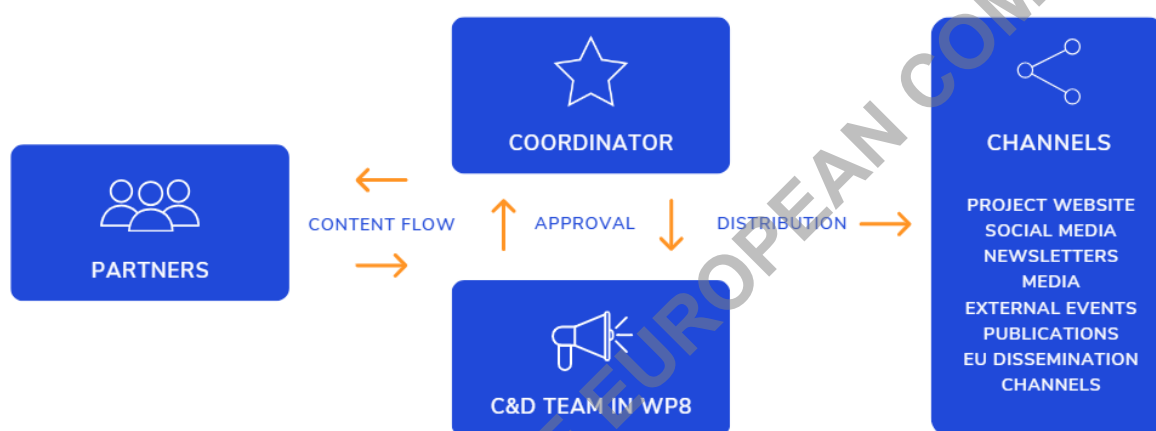 COORDINATOR
PARTNERS
CONTENT FLOW
APPROVAL
DISTRIBUTION
C&D TEAM IN WP8
CHANNELS
PROJECT WEBSITE
SOCIAL MEDIA
NEWSLETTERS
MEDIA
EXTERNAL EVENTS
PUBLICATIONS
EU DISSEMINATION
CHANNELS
EUROPEAN COM